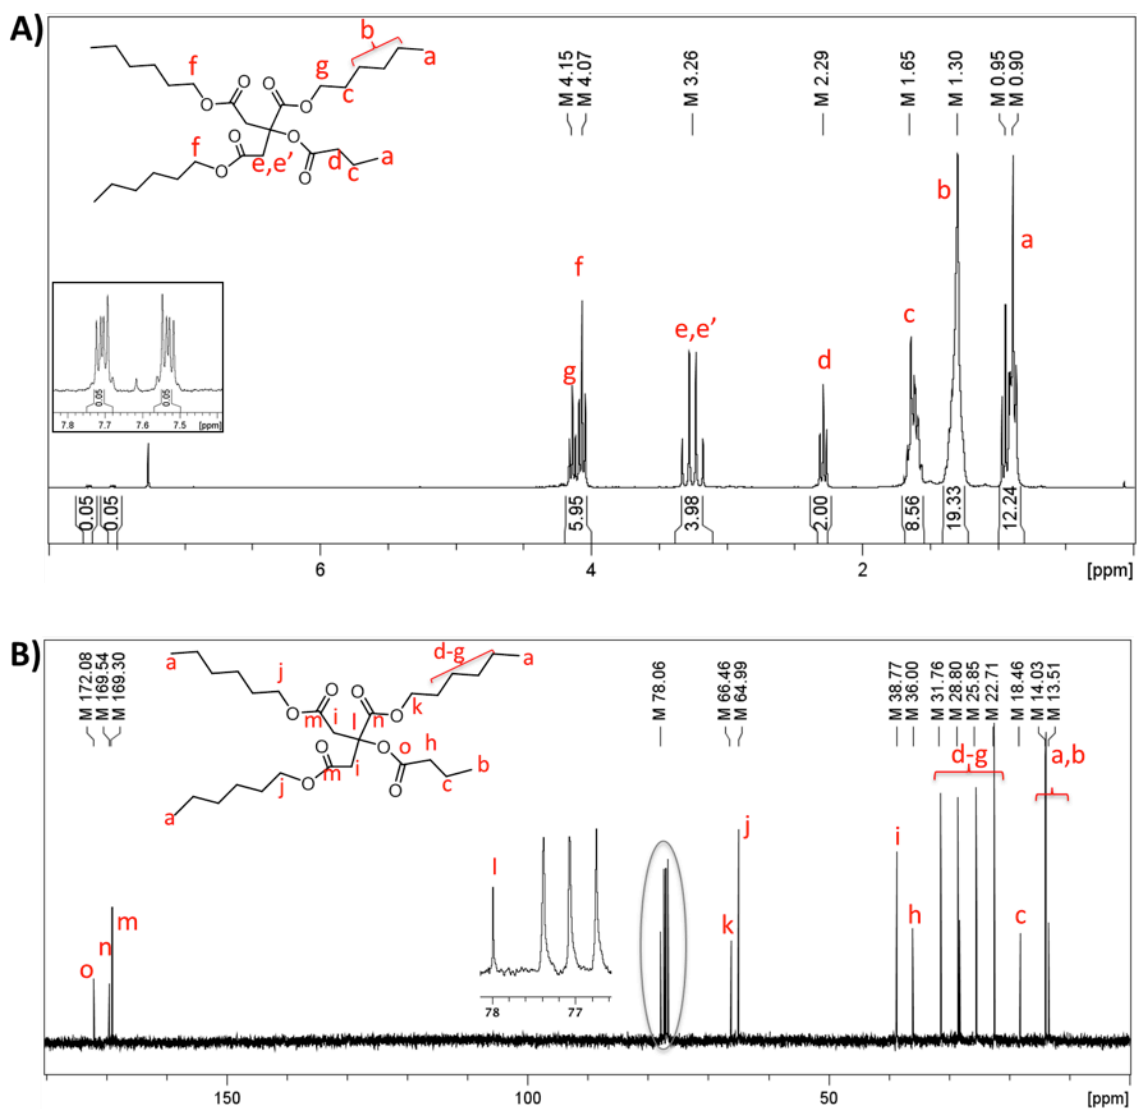 A)
b
a
f
g
c
O
O
O
O
O
O
O
O
f
e,e'
d
c
a
M 4.15
M 4.07
M 3.26
M 2.29
M 1.65
M 1.30
M 0.95
M 0.90
b
a
f
e,e'
c
g
d
0.05
0.05
7.8 7.7 7.6 7.5 [ppm]
0.05
0.05
5.95
3.98
2.00
8.56
19.33
12.24
6 4 2 [ppm]
B)
M 172.08
M 169.54
M 169.30
d-g
a
a
j
k
O
O
O
O
O
O
O
O
m
i
l
n
h
o
b
c
m
i
j
a
M 78.06
M 66.46
M 64.99
M 38.77
M 36.00
M 31.76
M 28.80
M 25.85
M 22.71
M 18.46
M 14.03
M 13.51
d-g
a,b
j
i
l
m
n
o
k
h
c
78 77
150 100 50 [ppm]